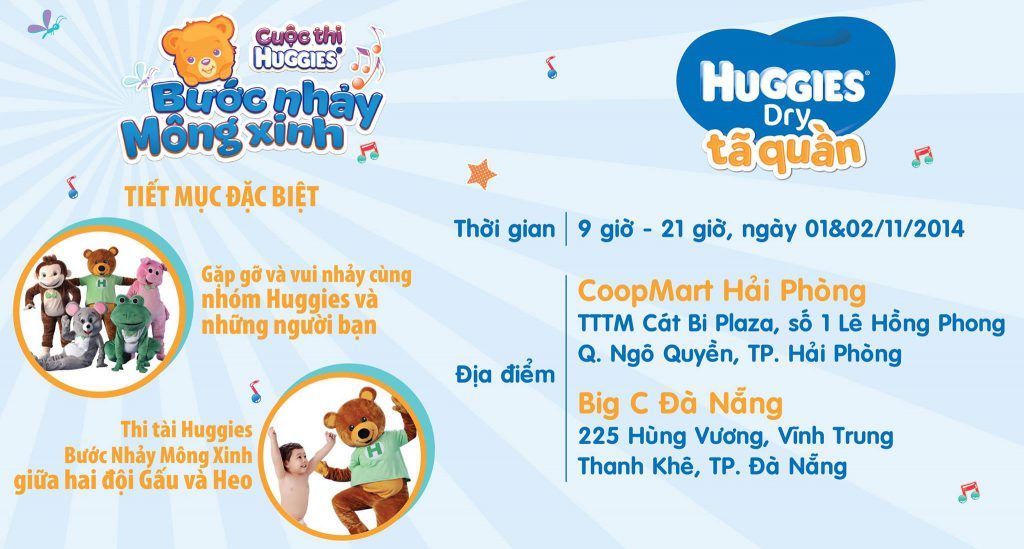 Cuộc thi
HUGGIES®
Bước nhảy
Mông xinh
TIẾT MỤC ĐẶC BIỆT
Gặp gỡ và vui nhảy cùng
nhóm Huggies và
những người bạn
H
Thi tài Huggies
Bước Nhảy Mông Xinh
giữa hai đội Gấu và Heo
H
HUGGIES®
Dry
tã quần
Thời gian
9 giờ - 21 giờ, ngày 01&02/11/2014
Địa điểm
CoopMart Hải Phòng
TTTM Cát Bi Plaza, số 1 Lê Hồng Phong
Q. Ngô Quyền, TP. Hải Phòng
Big C Đà Nẵng
225 Hùng Vương, Vĩnh Trung
Thanh Khê, TP. Đà Nẵng